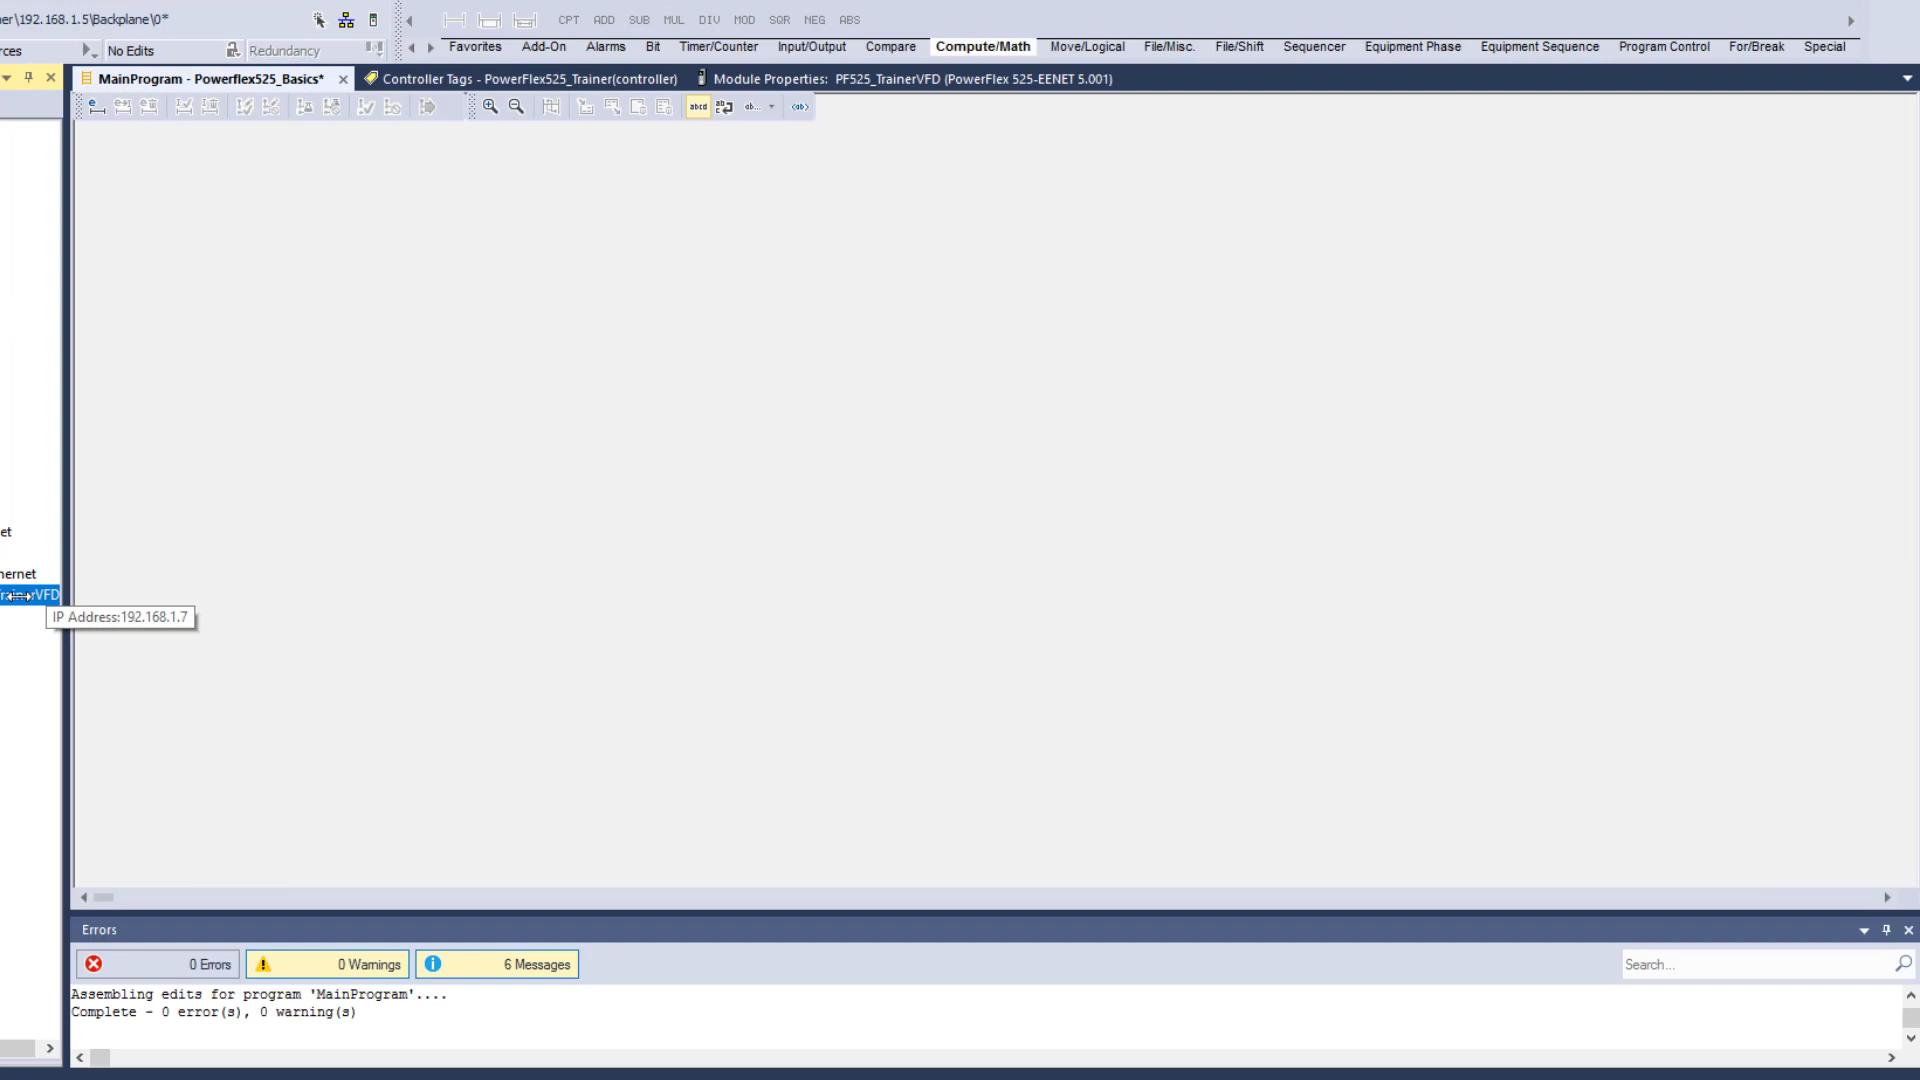 er\192.168.1.5\Backplane\0*
CPT ADD SUB MUL DIV MOD SQR NEG ABS
rces
No Edits
Redundancy
Favorites Add-On Alarms Bit Timer/Counter Input/Output Compare Compute/Math Move/Logical File/Misc. File/Shift Sequencer Equipment Phase Equipment Sequence Program Control For/Break Special
MainProgram - Powerflex525_Basics*
Controller Tags - PowerFlex525_Trainer(controller)
Module Properties: PF525_TrainerVFD (PowerFlex 525-EENET 5.001)
abcd
ab...
<ab>
et
hernet
rVFD
IP Address:192.168.1.7
Errors
0 Errors
0 Warnings
6 Messages
Search...
Assembling edits for program 'MainProgram'....
Complete - 0 error(s), 0 warning(s)